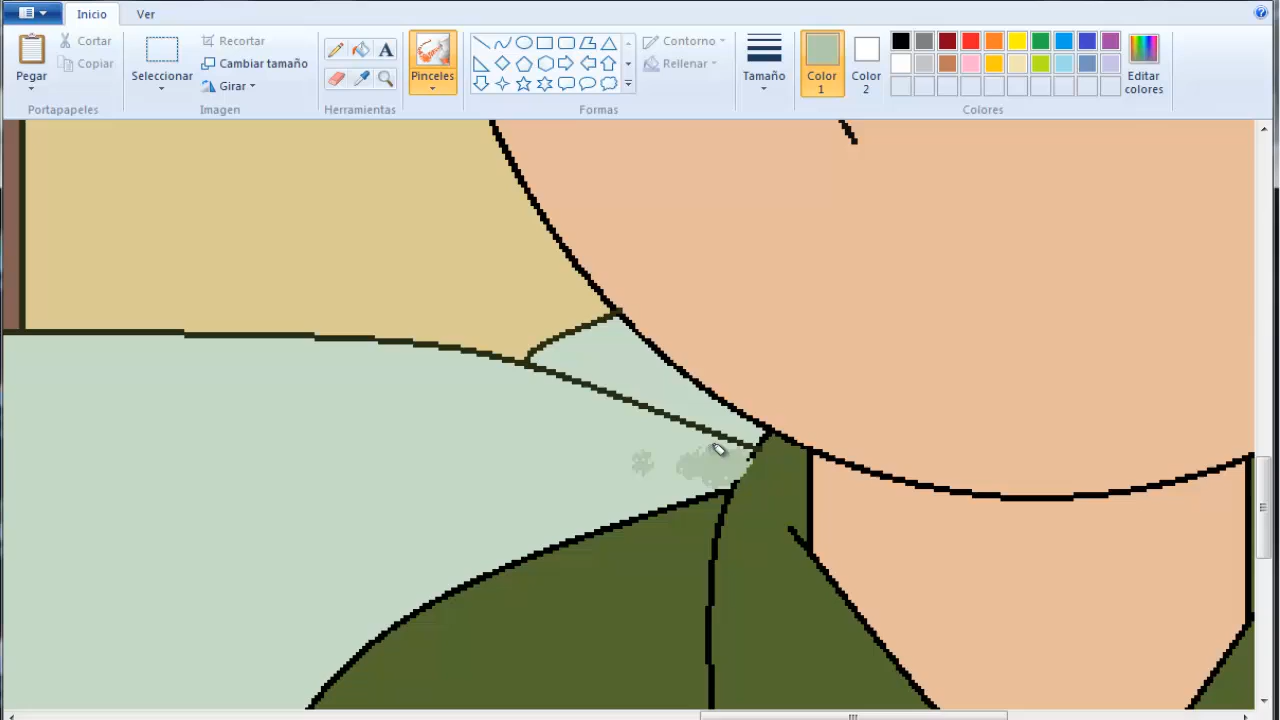 Inicio Ver
Pegar
Cortar
Copiar
Portapapeles
Seleccionar
Recortar
Cambiar tamaño
Girar
Imagen
A
Herramientas
Pinceles
Contorno
Rellenar
Formas
Tamaño
Color 1
Color 2
Editar colores
Colores